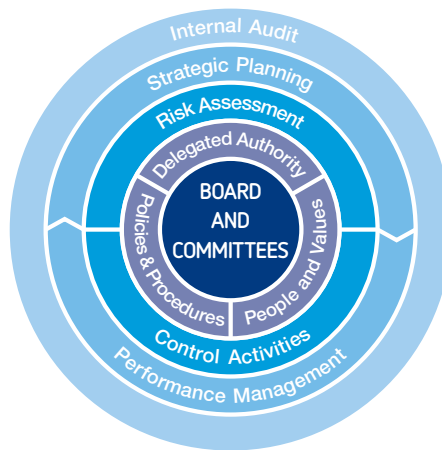 Internal Audit
Strategic Planning
Risk Assessment
Delegated Authority
BOARD
AND
COMMITTEES
Policies & Procedures
People and Values
Control Activities
Performance Management